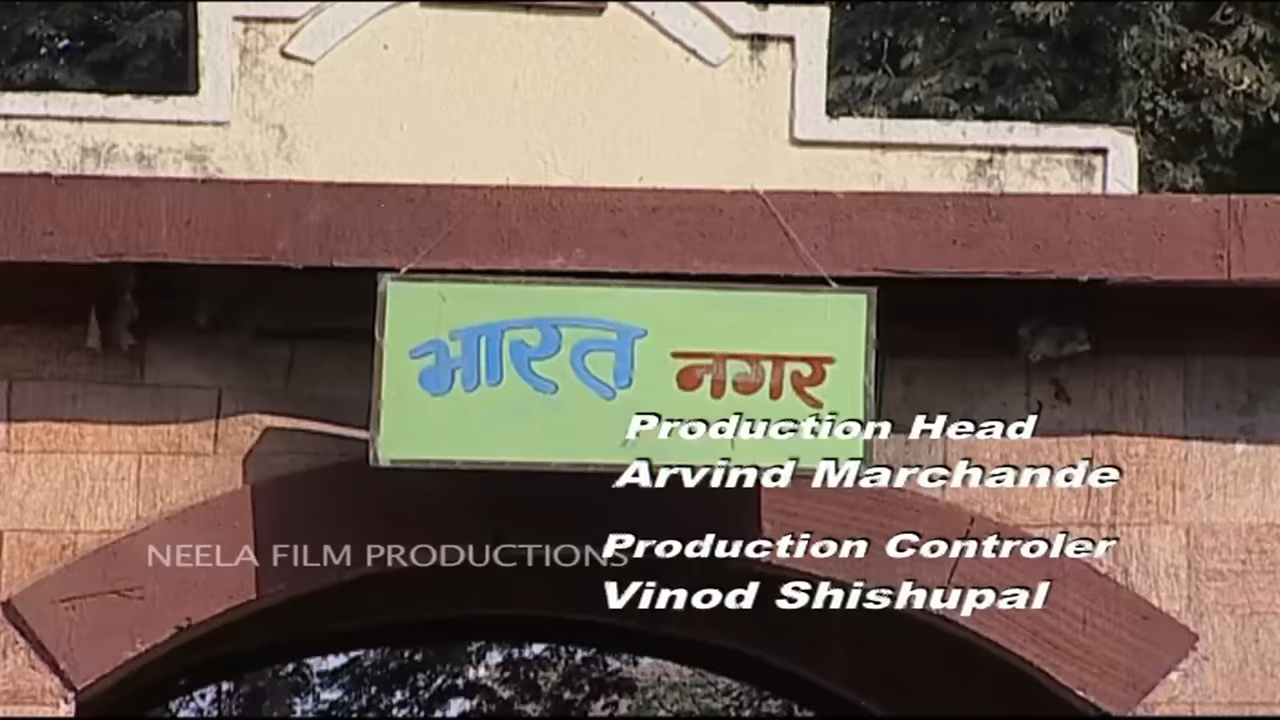 भारत नगर
Production Head
Arvind Marchande
NEELA FILM PRODUCTIONS
Production Controler
Vinod Shishupal